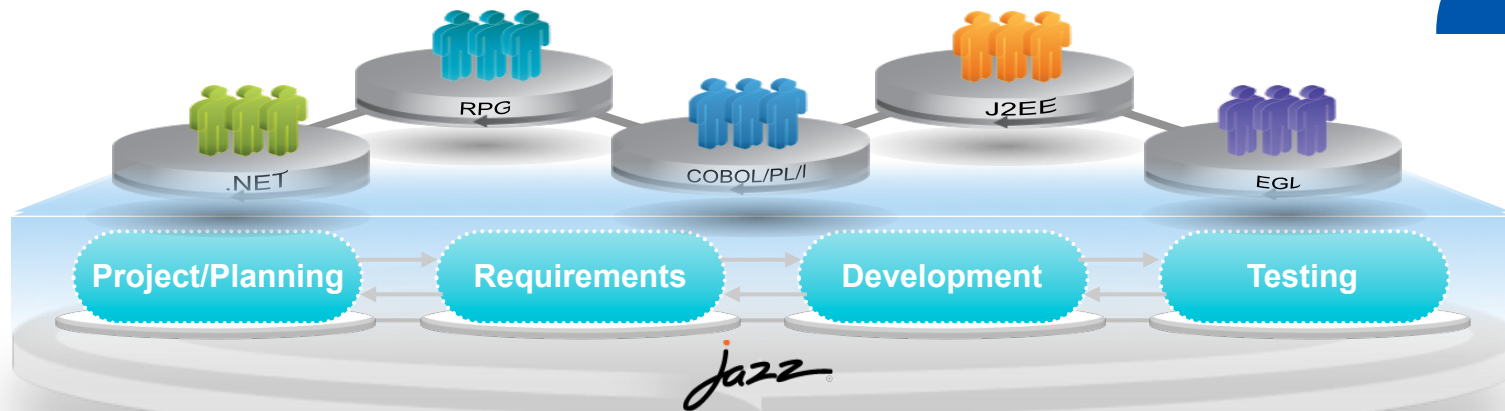 RPG
J2EE
.NET
COBOL/PL/I
EGL
Project/Planning
Requirements
Development
Testing
jazz